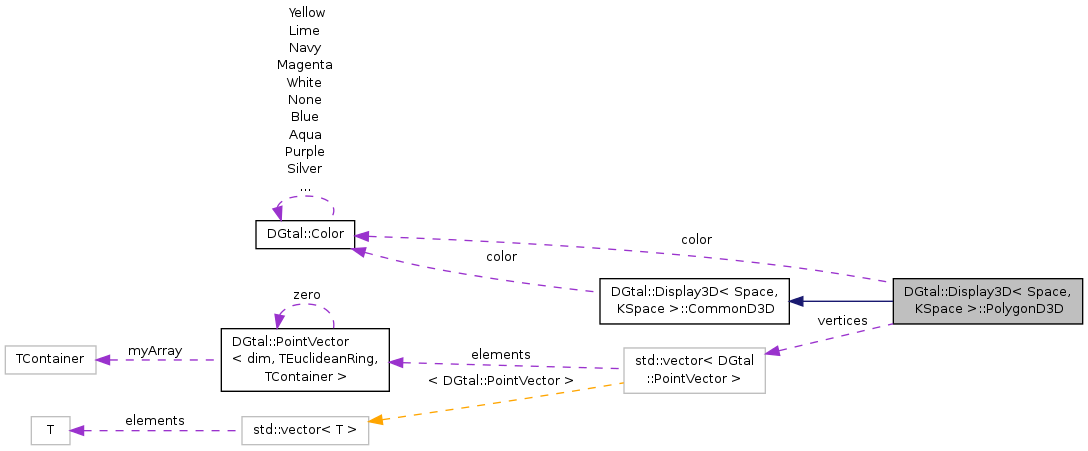 Yellow
Lime
Navy
Magenta
White
None
Blue
Aqua
Purple
Silver
...
DGtal::Color
color
color
DGtal::Display3D< Space,
KSpace >::CommonD3D
DGtal::Display3D< Space,
KSpace >::PolygonD3D
zero
vertices
DGtal::PointVector
< dim, TEuclideanRing,
TContainer >
myArray
TContainer
elements
std::vector< DGtal
::PointVector >
< DGtal::PointVector >
elements
T
std::vector< T >